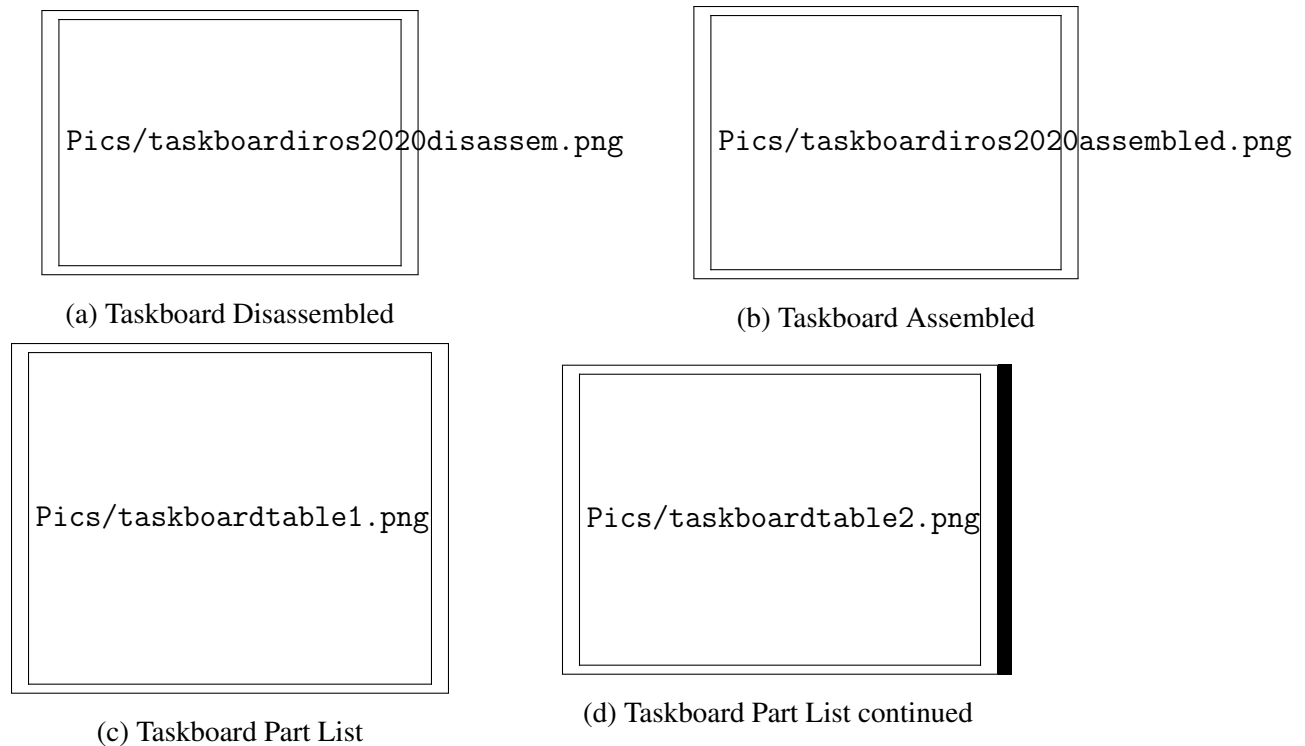 Pics/taskboardiros2020disassem.png
Pics/taskboardiros2020assembled.png
(a) Taskboard Disassembled
(b) Taskboard Assembled
Pics/taskboardtable1.png
Pics/taskboardtable2.png
(c) Taskboard Part List
(d) Taskboard Part List continued